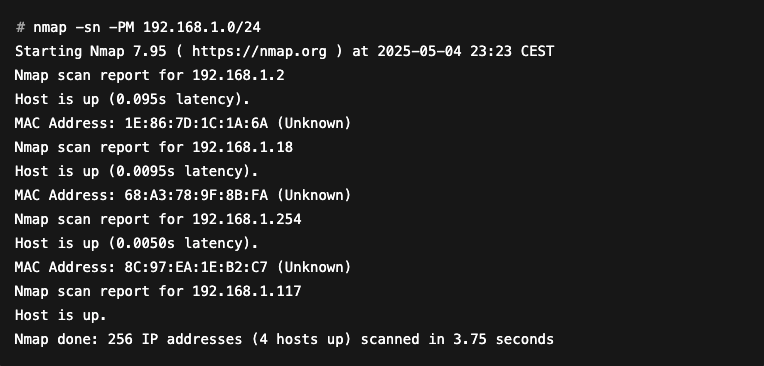 # nmap -sn -PM 192.168.1.0/24
Starting Nmap 7.95 ( https://nmap.org ) at 2025-05-04 23:23 CEST
Nmap scan report for 192.168.1.2
Host is up (0.095s latency).
MAC Address: 1E:86:7D:1C:1A:6A (Unknown)
Nmap scan report for 192.168.1.18
Host is up (0.0095s latency).
MAC Address: 68:A3:78:9F:8B:FA (Unknown)
Nmap scan report for 192.168.1.254
Host is up (0.0050s latency).
MAC Address: 8C:97:EA:1E:B2:C7 (Unknown)
Nmap scan report for 192.168.1.117
Host is up.
Nmap done: 256 IP addresses (4 hosts up) scanned in 3.75 seconds